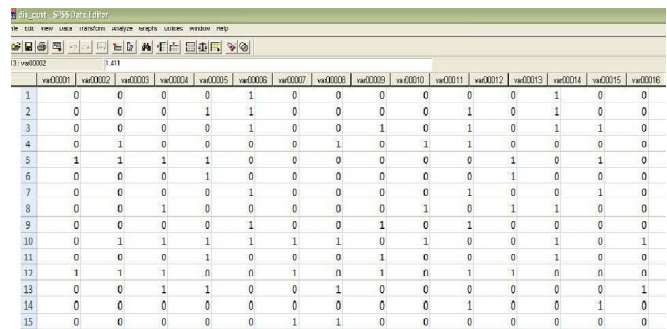 dis_cust - SPSS Data Editor
Edit View Data Transform Analyze Graphs Utilities Window Help
3 : var00002 1.411
var00001 var00002 var00003 var00004 var00005 var00006 var00007 var00008 var00009 var00010 var00011 var00012 var00013 var00014 var00015 var00016
1 0 0 0 0 0 1 0 0 0 0 0 0 0 1 0 0
2 0 0 0 1 1 0 0 0 0 0 1 0 1 0 0
3 0 0 0 0 0 1 0 0 1 0 1 0 1 1 0
4 0 1 0 0 0 0 0 1 0 1 1 0 0 0 0 0
5 1 1 1 1 0 0 0 0 0 0 0 1 0 1 0
6 0 0 0 1 0 0 0 0 0 0 0 1 0 0 0 0
7 0 0 0 0 0 1 0 0 0 0 1 0 0 1 0
8 0 0 1 0 0 0 0 0 0 1 0 1 1 0 0
9 0 0 0 0 0 1 0 0 1 0 1 0 0 0 0 0
10 0 1 1 1 1 1 1 0 1 0 0 1 0 1
11 0 0 0 1 0 0 0 0 1 0 0 0 1 0 0
12 1 1 1 0 0 1 0 1 0 1 1 0 0 0 0
13 0 0 1 1 0 0 0 1 0 0 0 0 0 0 0 1
14 0 0 0 0 0 0 0 0 0 0 1 0 0 1 0
15 0 0 0 0 0 0 1 1 0 0 0 0 0 0 0 0